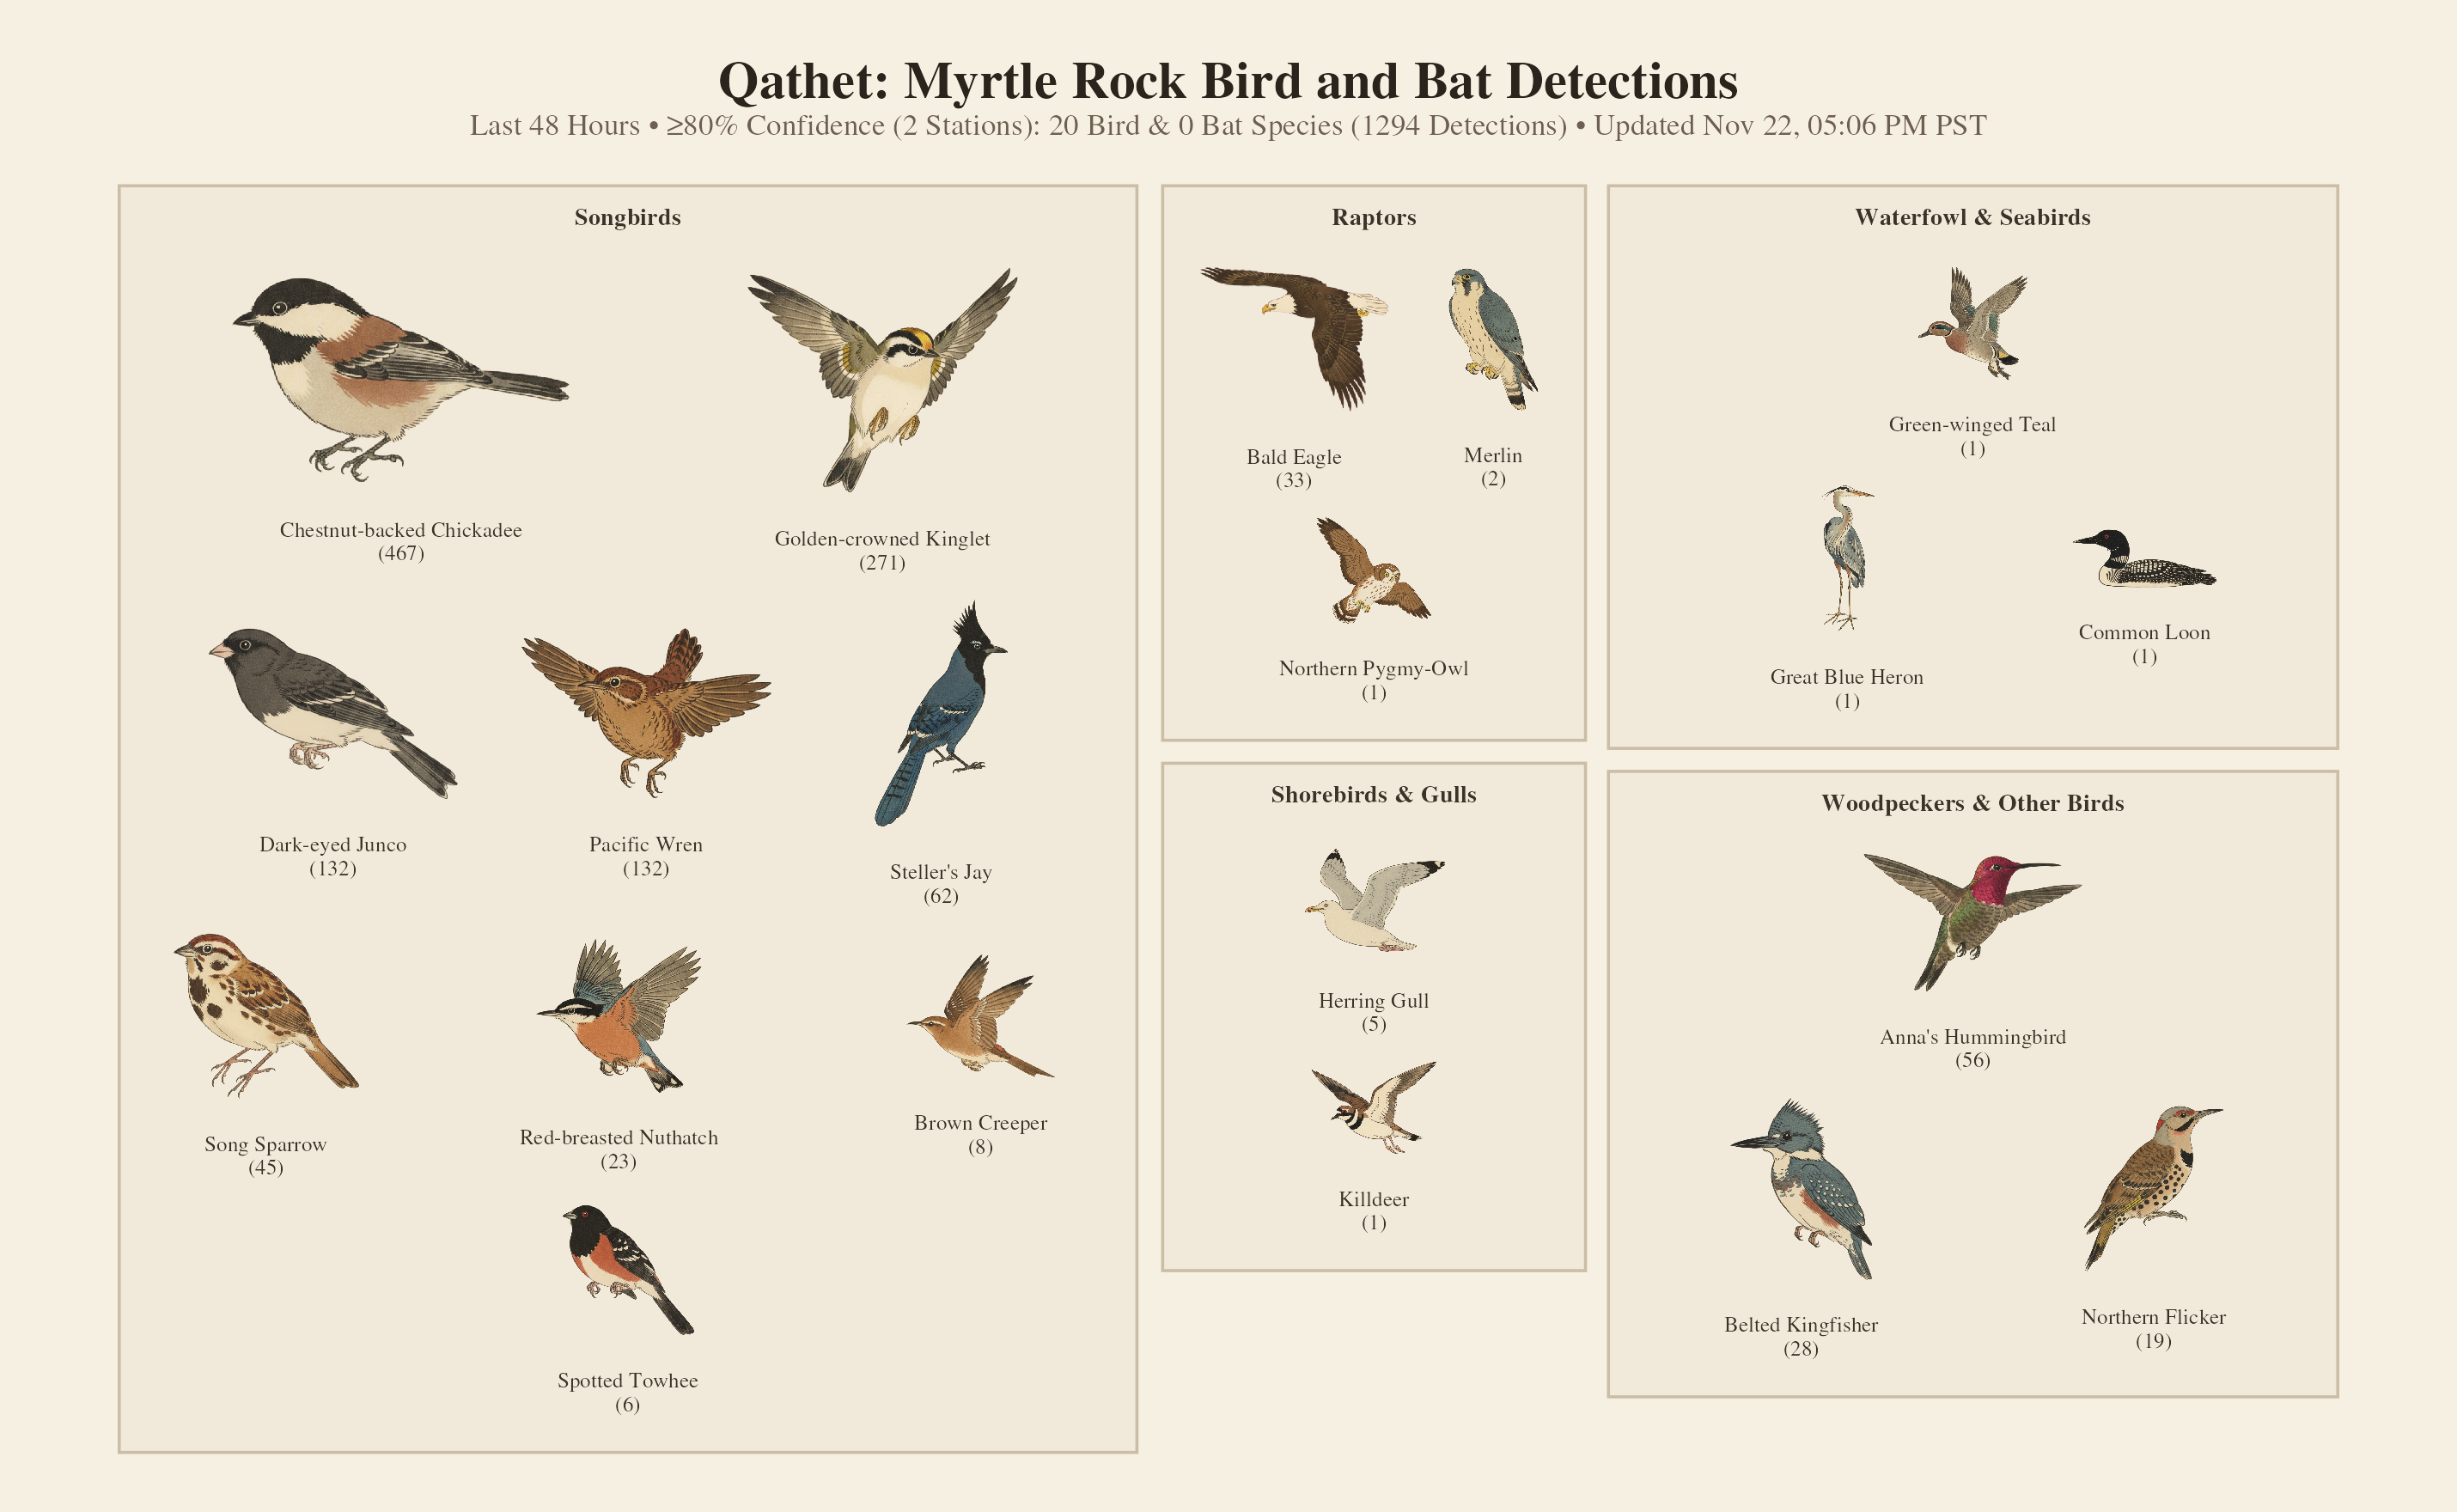 Qathet: Myrtle Rock Bird and Bat Detections
Last 48 Hours • ≥80% Confidence (2 Stations): 20 Bird & 0 Bat Species (1294 Detections) • Updated Nov 22, 05:06 PM PST
Songbirds
Chestnut-backed Chickadee
(467)
Golden-crowned Kinglet
(271)
Dark-eyed Junco
(132)
Pacific Wren
(132)
Steller's Jay
(62)
Song Sparrow
(45)
Red-breasted Nuthatch
(23)
Brown Creeper
(8)
Spotted Towhee
(6)
Raptors
Bald Eagle
(33)
Merlin
(2)
Northern Pygmy-Owl
(1)
Shorebirds & Gulls
Herring Gull
(5)
Killdeer
(1)
Waterfowl & Seabirds
Green-winged Teal
(1)
Great Blue Heron
(1)
Common Loon
(1)
Woodpeckers & Other Birds
Anna's Hummingbird
(56)
Belted Kingfisher
(28)
Northern Flicker
(19)